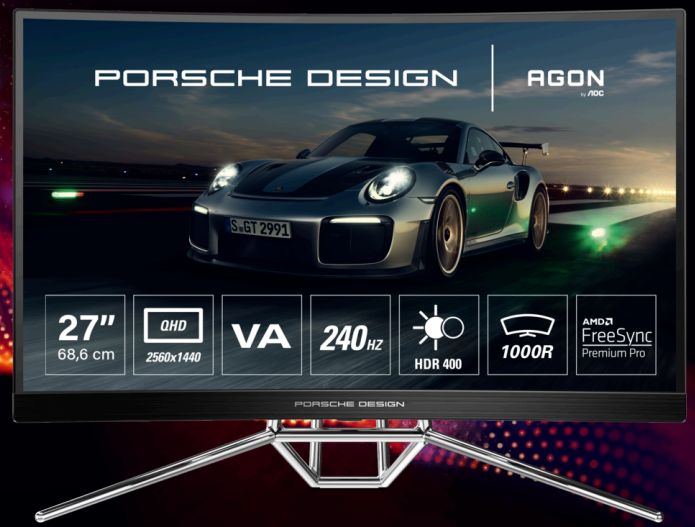 PORSCHE DESIGN
AGON
by AOC
S GT 2991
27"
68,6 cm
QHD
2560x1440
VA
240HZ
HDR 400
1000R
AMD
FreeSync
Premium Pro
PORSCHE DESIGN